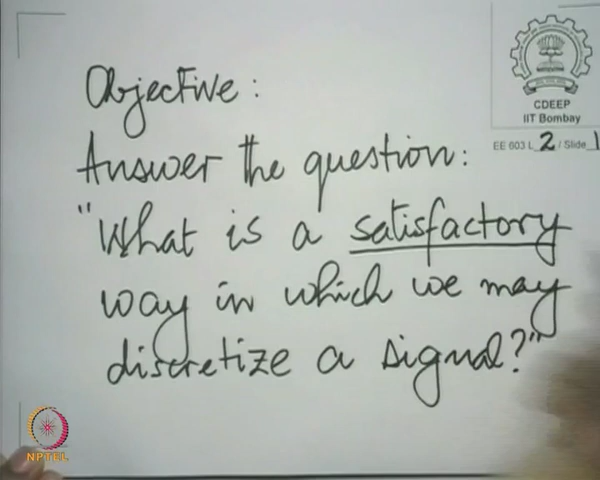 Objective:
Answer the question:
"What is a satisfactory
way in which we may
discretize a signal?"
CDEEP
IIT Bombay
EE 603 L 2 / Slide 1
NPTEL